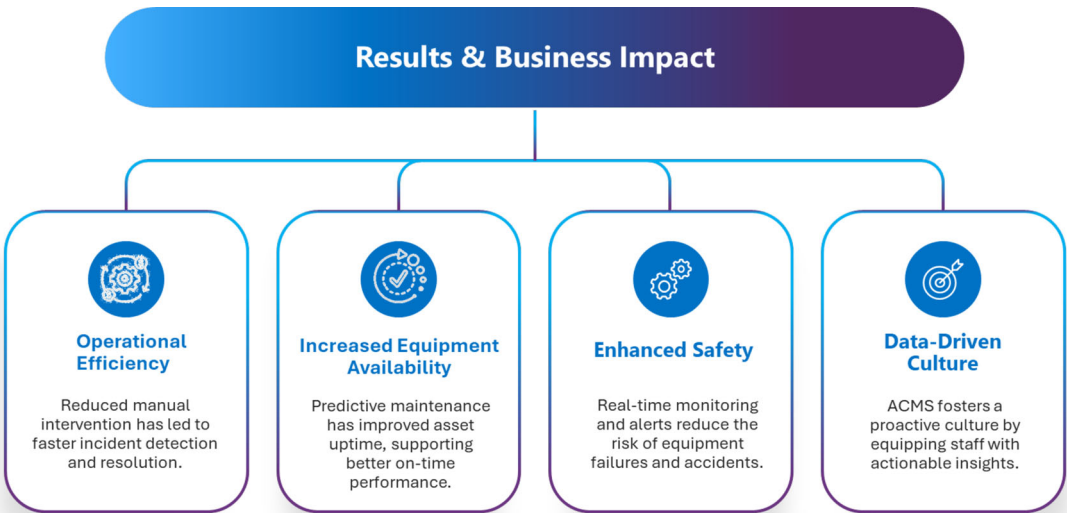 Results & Business Impact
Operational
Efficiency
Reduced manual
intervention has led to
faster incident detection
and resolution.
Increased Equipment
Availability
Predictive maintenance
has improved asset
uptime, supporting
better on-time
performance.
Enhanced Safety
Real-time monitoring
and alerts reduce the
risk of equipment
failures and accidents.
Data-Driven
Culture
ACMS fosters a
proactive culture by
equipping staff with
actionable insights.